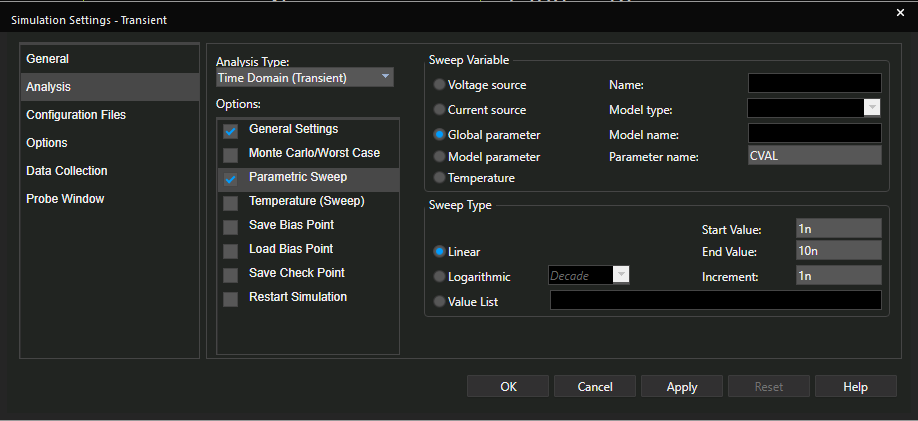 Simulation Settings - Transient
General
Analysis
Configuration Files
Options
Data Collection
Probe Window
Analysis Type:
Time Domain (Transient)
Options:
General Settings
Monte Carlo/Worst Case
Parametric Sweep
Temperature (Sweep)
Save Bias Point
Load Bias Point
Save Check Point
Restart Simulation
Sweep Variable
Voltage source
Name:
Current source
Model type:
Global parameter
Model name:
Model parameter
Parameter name: CVAL
Temperature
Sweep Type
Start Value: 1n
Linear
End Value: 10n
Logarithmic Decade
Increment: 1n
Value List
OK Cancel Apply Reset Help